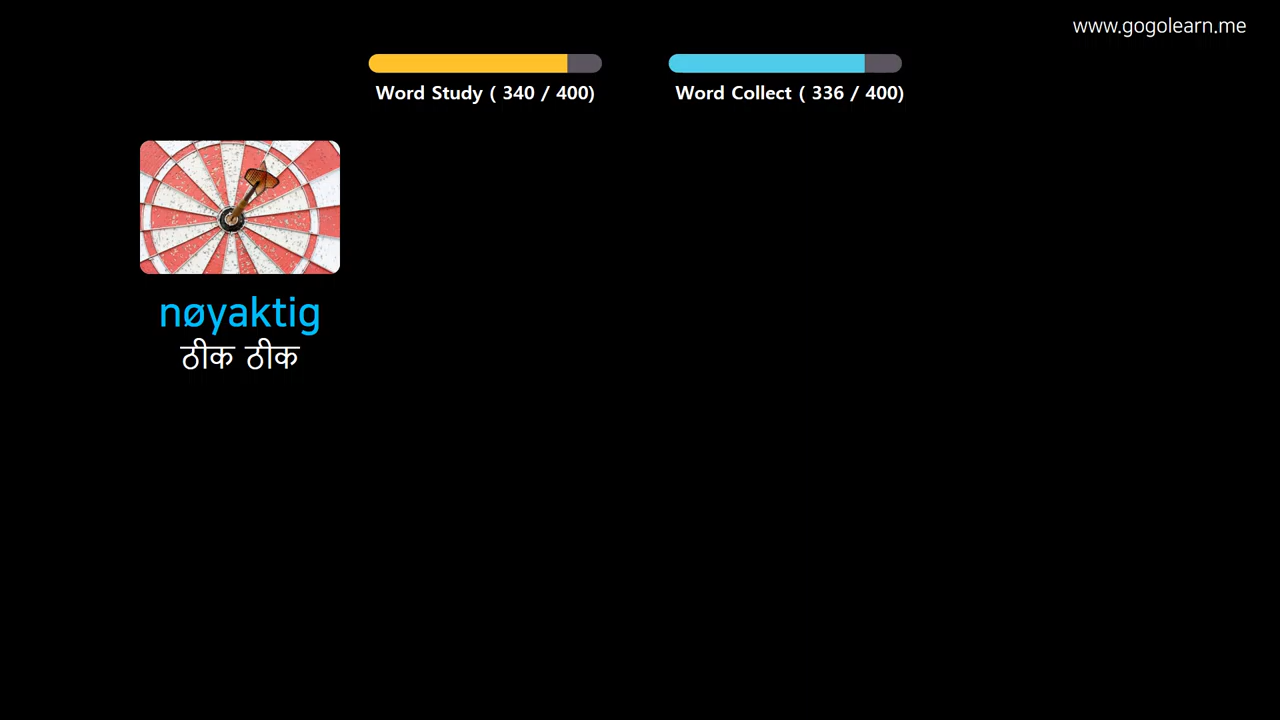 www.gogolearn.me
Word Study ( 340 / 400)
Word Collect ( 336 / 400)
nøyaktig
ठीक ठीक